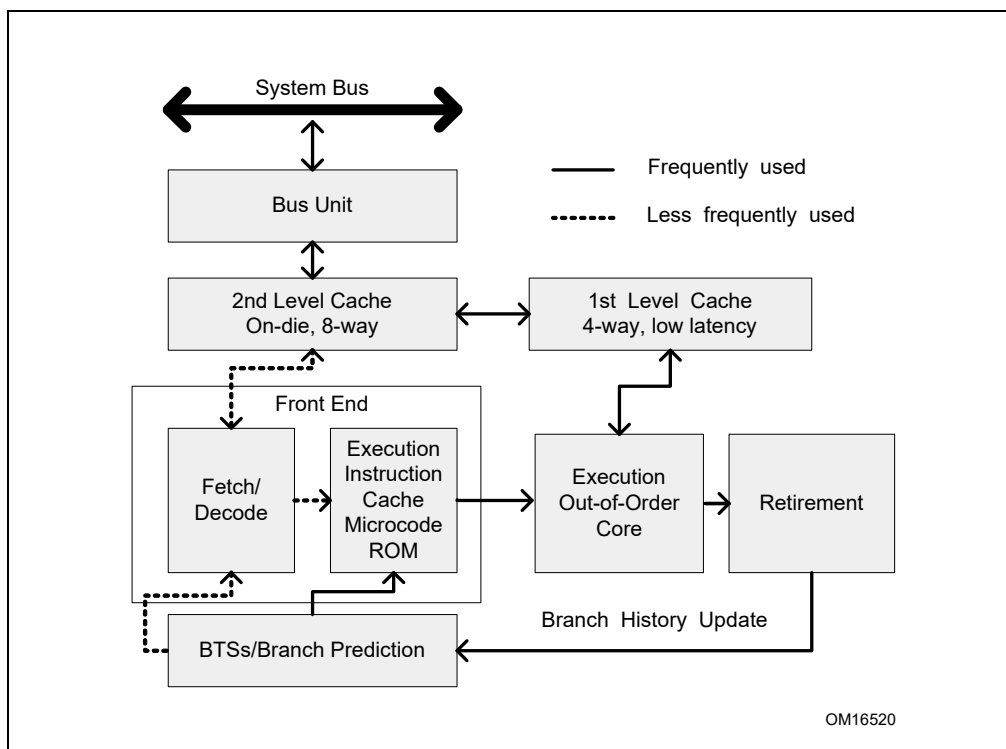 System Bus
Frequently used
Bus Unit
Less frequently used
2nd Level Cache
On-die, 8-way
1st Level Cache
4-way, low latency
Front End
Fetch/
Decode
Execution
Instruction
Cache
Microcode
ROM
Execution
Out-of-Order
Core
Retirement
Branch History Update
BTSs/Branch Prediction
OM16520